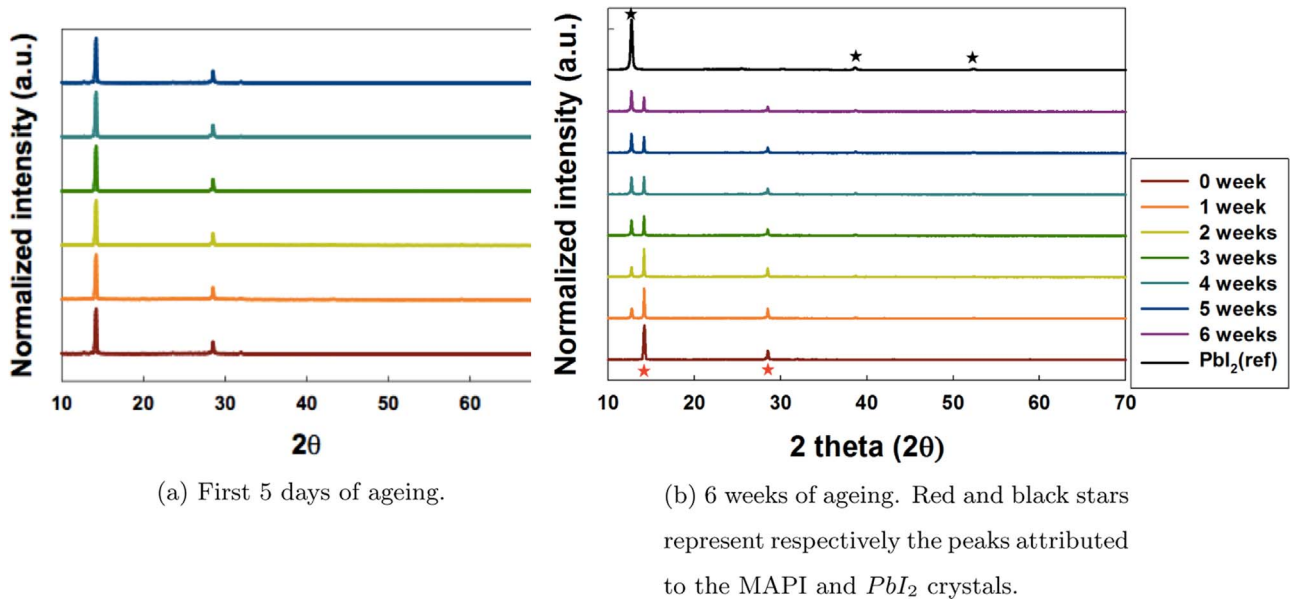 Normalized intensity (a.u.)
10 20 30 40 50 60
2θ
(a) First 5 days of ageing.
Normalized intensity (a.u.)
10 20 30 40 50 60 70
2 theta (2θ)
0 week
1 week
2 weeks
3 weeks
4 weeks
5 weeks
6 weeks
PbI₂(ref)
(b) 6 weeks of ageing. Red and black stars
represent respectively the peaks attributed
to the MAPI and PbI₂ crystals.